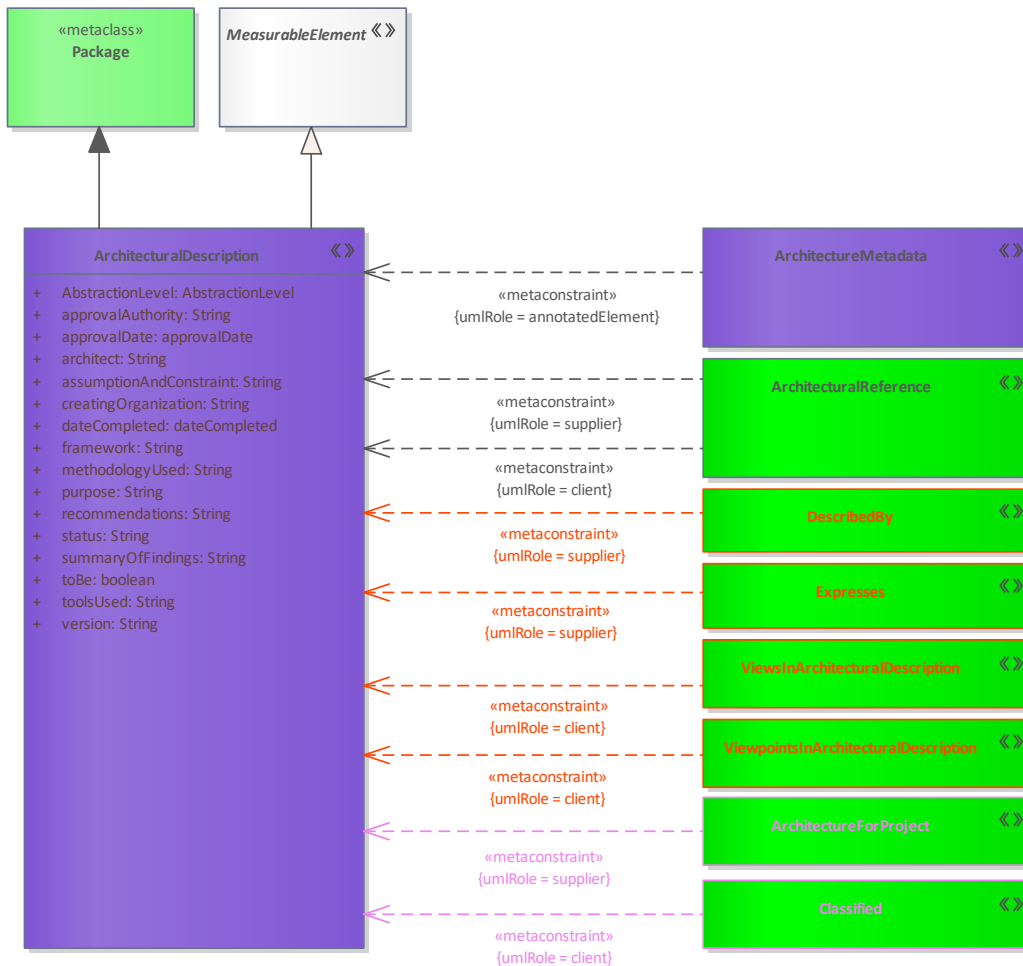 «metaclass»
Package
MeasurableElement «»
ArchitecturalDescription «»
+ AbstractionLevel: AbstractionLevel
+ approvalAuthority: String
+ approvalDate: approvalDate
+ architect: String
+ assumptionAndConstraint: String
+ creatingOrganization: String
+ dateCompleted: dateCompleted
+ framework: String
+ methodologyUsed: String
+ purpose: String
+ recommendations: String
+ status: String
+ summaryOfFindings: String
+ toBe: boolean
+ toolsUsed: String
+ version: String
ArchitectureMetadata «»
«metaconstraint»
{umlRole = annotatedElement}
ArchitecturalReference «»
«metaconstraint»
{umlRole = supplier}
«metaconstraint»
{umlRole = client}
DescribedBy «»
«metaconstraint»
{umlRole = supplier}
Expresses «»
«metaconstraint»
{umlRole = supplier}
ViewsInArchitecturalDescription «»
«metaconstraint»
{umlRole = client}
ViewpointsInArchitecturalDescription «»
«metaconstraint»
{umlRole = client}
ArchitectureForProject «»
«metaconstraint»
{umlRole = supplier}
Classified «»
«metaconstraint»
{umlRole = client}